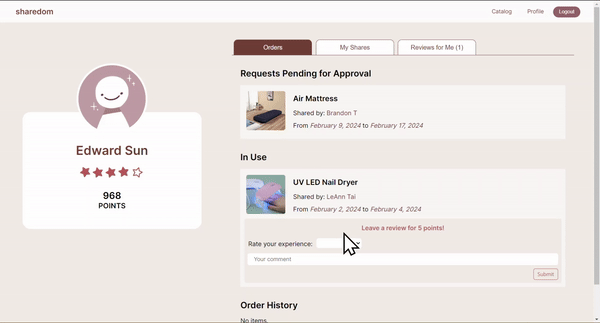 sharedom
Catalog
Profile
Logout
Orders
My Shares
Reviews for Me (1)
Requests Pending for Approval
Air Mattress
Shared by: Brandon T
From February 9, 2024 to February 17, 2024
Edward Sun
968
POINTS
In Use
UV LED Nail Dryer
Shared by: LeAnn Tai
From February 2, 2024 to February 4, 2024
Leave a review for 5 points!
Rate your experience:
Your comment
Submit
Order History
No items.